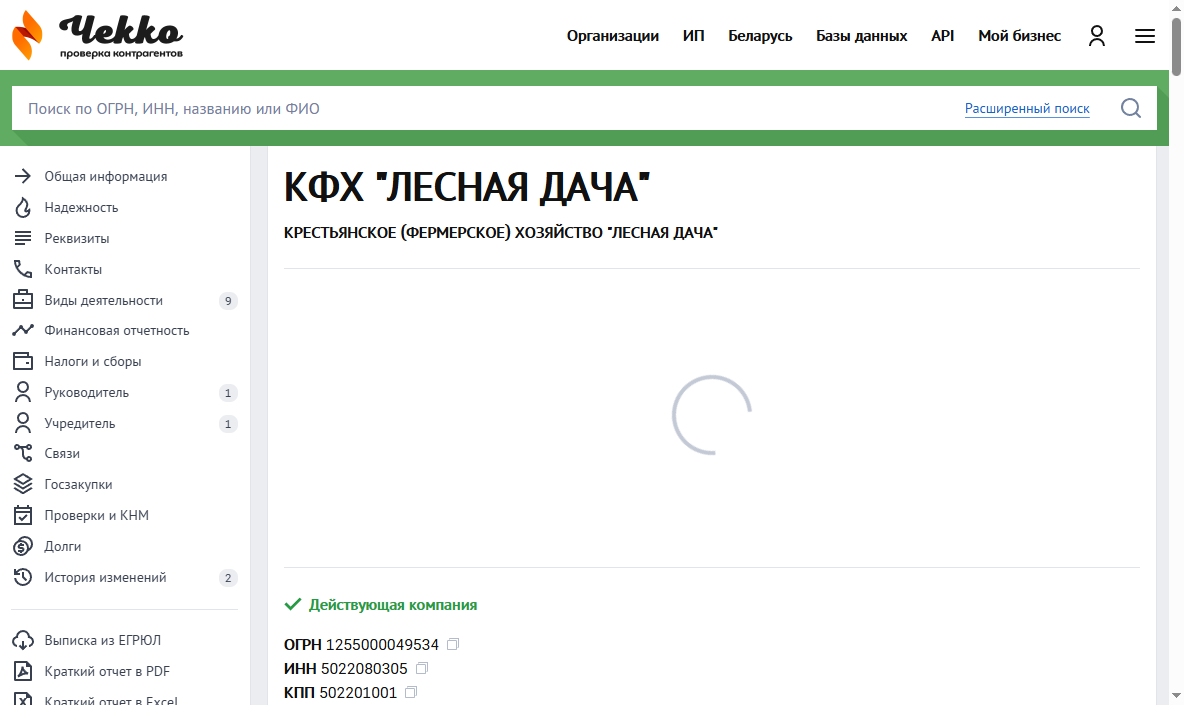 Чекко
проверка контрагентов
Организации ИП Беларусь Базы данных API Мой бизнес
Поиск по ОГРН, ИНН, названию или ФИО Расширенный поиск
Общая информация
Надежность
Реквизиты
Контакты
Виды деятельности 9
Финансовая отчетность
Налоги и сборы
Руководитель 1
Учредитель 1
Связи
Госзакупки
Проверки и КНМ
Долги
История изменений 2
Выписка из ЕГРЮЛ
Краткий отчет в PDF
Краткий отчет в Excel
КФХ "ЛЕСНАЯ ДАЧА"
КРЕСТЬЯНСКОЕ (ФЕРМЕРСКОЕ) ХОЗЯЙСТВО "ЛЕСНАЯ ДАЧА"
Действующая компания
ОГРН 1255000049534
ИНН 5022080305
КПП 502201001